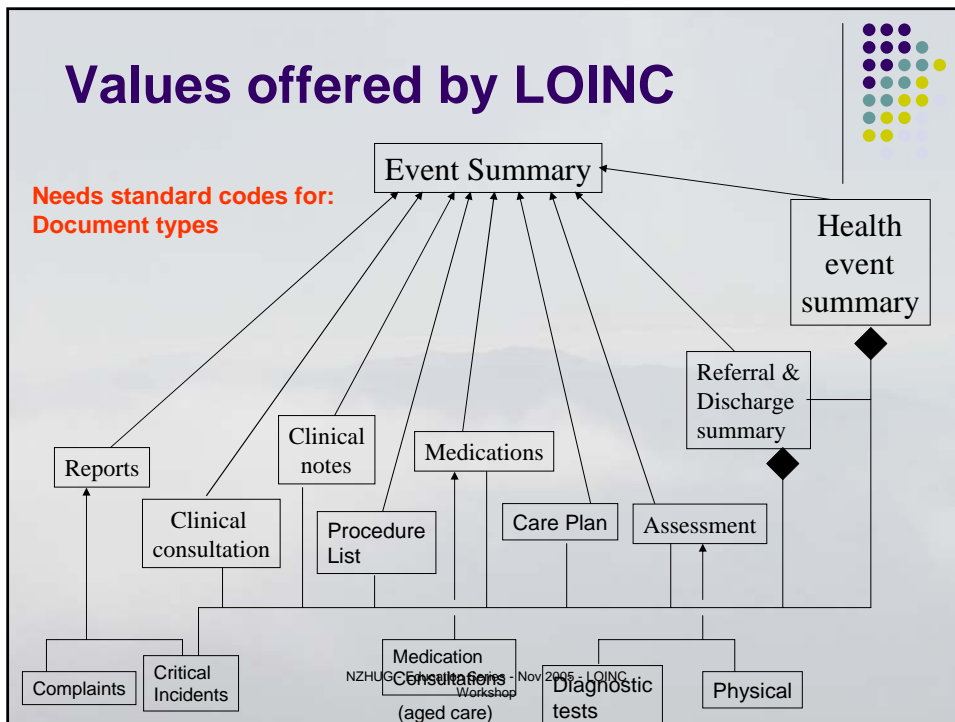 Values offered by LOINC
Event Summary
Needs standard codes for:
Document types
Health
event
summary
Referral &
Discharge
summary
Clinical
notes
Medications
Reports
Clinical
consultation
Procedure
List
Care Plan
Assessment
Complaints
Critical
Incidents
Medication
Consultations
(aged care)
NZHUG - Education Series - Nov 2005 - LOINC
Workshop
Diagnostic
tests
Physical